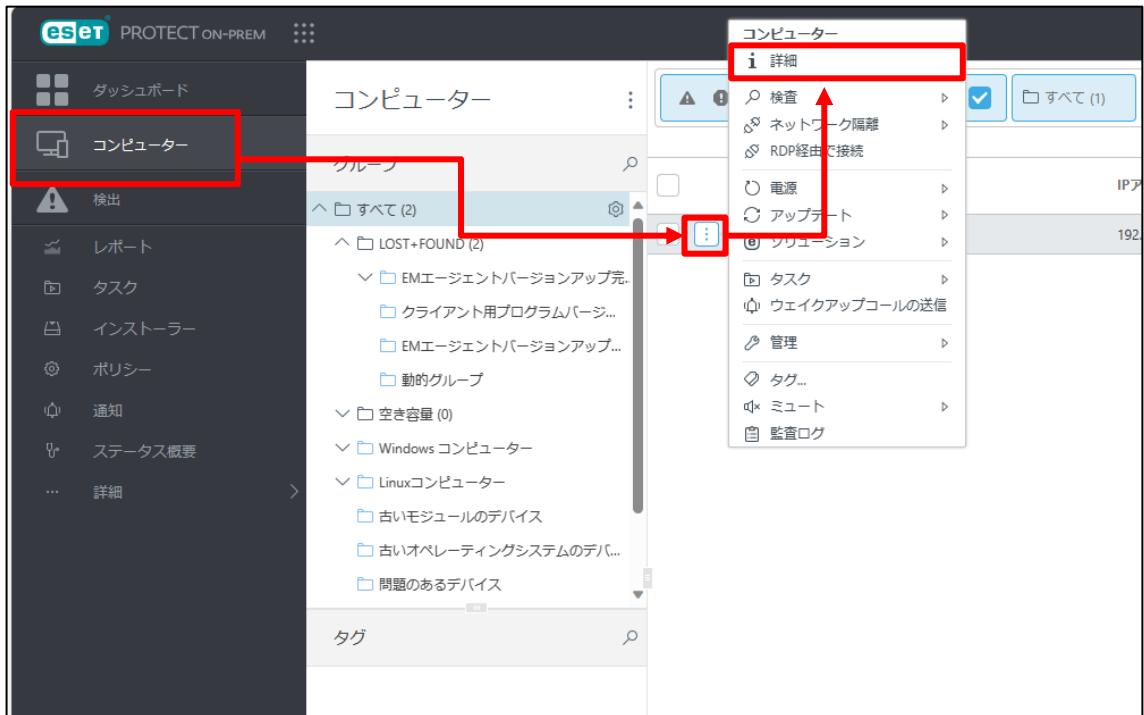 eset PROTECT ON-PREM
ダッシュボード
コンピューター
検出
レポート
タスク
インストーラー
ポリシー
通知
ステータス概要
詳細
コンピューター
グループ
すべて (2)
LOST+FOUND (2)
EMエージェントバージョンアップ完...
クライアント用プログラムバージ...
EMエージェントバージョンアップ...
動的グループ
空き容量 (0)
Windows コンピューター
Linuxコンピューター
古いモジュールのデバイス
古いオペレーティングシステムのデバ...
問題のあるデバイス
タグ
コンピューター
詳細
検査
ネットワーク隔離
RDP経由で接続
電源
アップデート
ソリューション
タスク
ウェイクアップコールの送信
管理
タグ...
ミュート
監査ログ
すべて (1)
IPア
192.